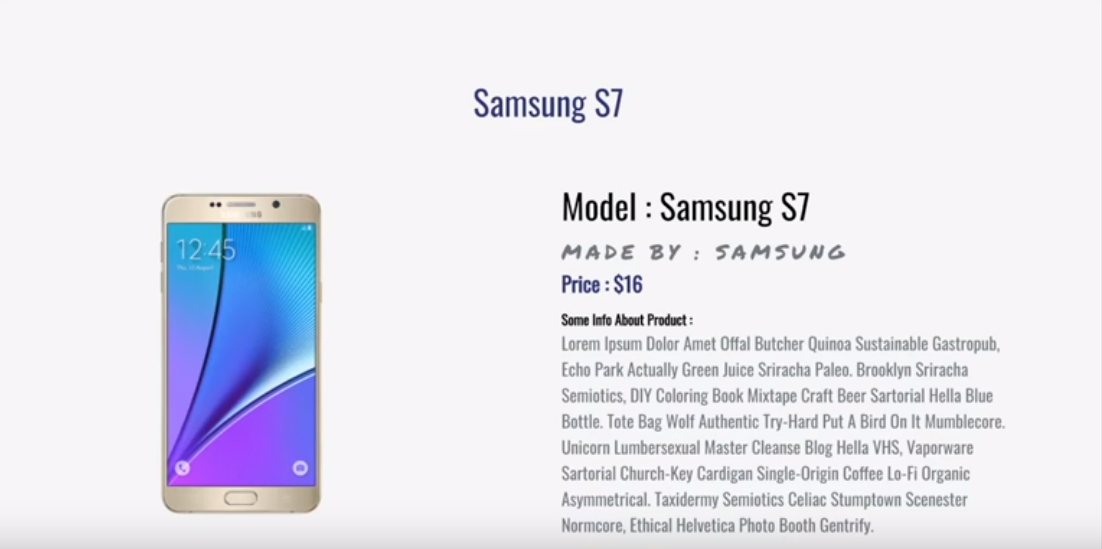 Samsung S7
Model : Samsung S7
MADE BY : SAMSUNG
Price : $16
Some Info About Product :
Lorem Ipsum Dolor Amet Offal Butcher Quinoa Sustainable Gastropub,
Echo Park Actually Green Juice Sriracha Paleo. Brooklyn Sriracha
Semiotics, DIY Coloring Book Mixtape Craft Beer Sartorial Hella Blue
Bottle. Tote Bag Wolf Authentic Try-Hard Put A Bird On It Mumblecore.
Unicorn Lumbersexual Master Cleanse Blog Hella VHS, Vaporware
Sartorial Church-Key Cardigan Single-Origin Coffee Lo-Fi Organic
Asymmetrical. Taxidermy Semiotics Celiac Stumptown Scenester
Normcore, Ethical Helvetica Photo Booth Gentrify.
12:45